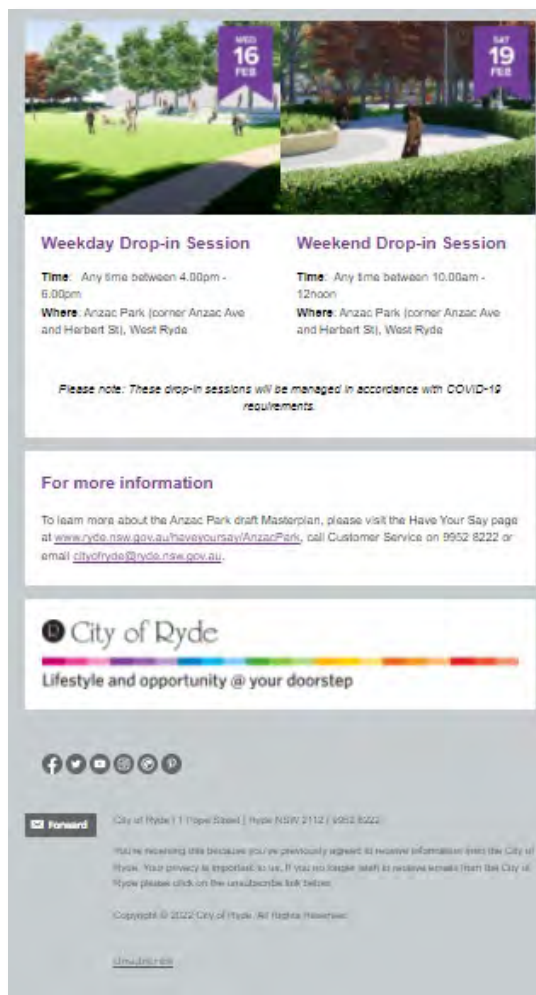 WED
16
FEB
SAT
19
FEB
Weekday Drop-in Session
Time: Any time between 4.00pm -
6.00pm
Where: Anzac Park (corner Anzac Ave
and Herbert St), West Ryde
Weekend Drop-in Session
Time: Any time between 10.00am -
12noon
Where: Anzac Park (corner Anzac Ave
and Herbert St), West Ryde
Please note: These drop-in sessions will be managed in accordance with COVID-19
requirements.
For more information
To learn more about the Anzac Park draft Masterplan, please visit the Have Your Say page
at www.ryde.nsw.gov.au/haveyoursay/AnzacPark, call Customer Service on 9952 8222 or
email cityofryde@ryde.nsw.gov.au.
City of Ryde
Lifestyle and opportunity @ your doorstep
Forward
City of Ryde | 1 Pope Street | Ryde NSW 2112 | 9952 8222
You're receiving this because you've previously agreed to receive information from the City of
Ryde. Your privacy is important to us. If you no longer wish to receive emails from the City of
Ryde please click on the unsubscribe link below.
Copyright © 2022 City of Ryde. All Rights Reserved.
Unsubscribe